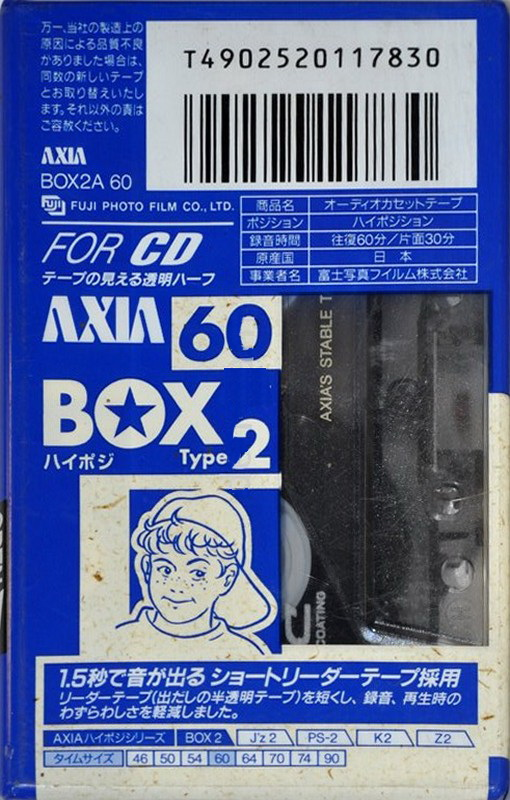 万一、当社の製造上の
原因による品質不良
がありました場合は、
同数の新しいテープ
とお取り替えいたし
ます。それ以外の責は
ご容赦ください。
T4902520117830
AXIA
BOX2A 60
FUJI FUJI PHOTO FILM CO., LTD.
商品名 オーディオカセットテープ
ポジション ハイポジション
録音時間 往復60分/片面30分
原産国 日本
事業者名 富士写真フイルム株式会社
FOR CD
テープの見える透明ハーフ
AXIA 60
BOX
ハイポジ Type 2
AXIA'S STABLE T
COATING
1.5秒で音が出る ショートリーダーテープ採用
リーダーテープ(出だしの半透明テープ)を短くし、録音、再生時の
わずらわしさを軽減しました。
AXIAハイポジシリーズ BOX 2 J'z 2 PS-2 K2 Z2
タイムサイズ 46 50 54 60 64 70 74 90